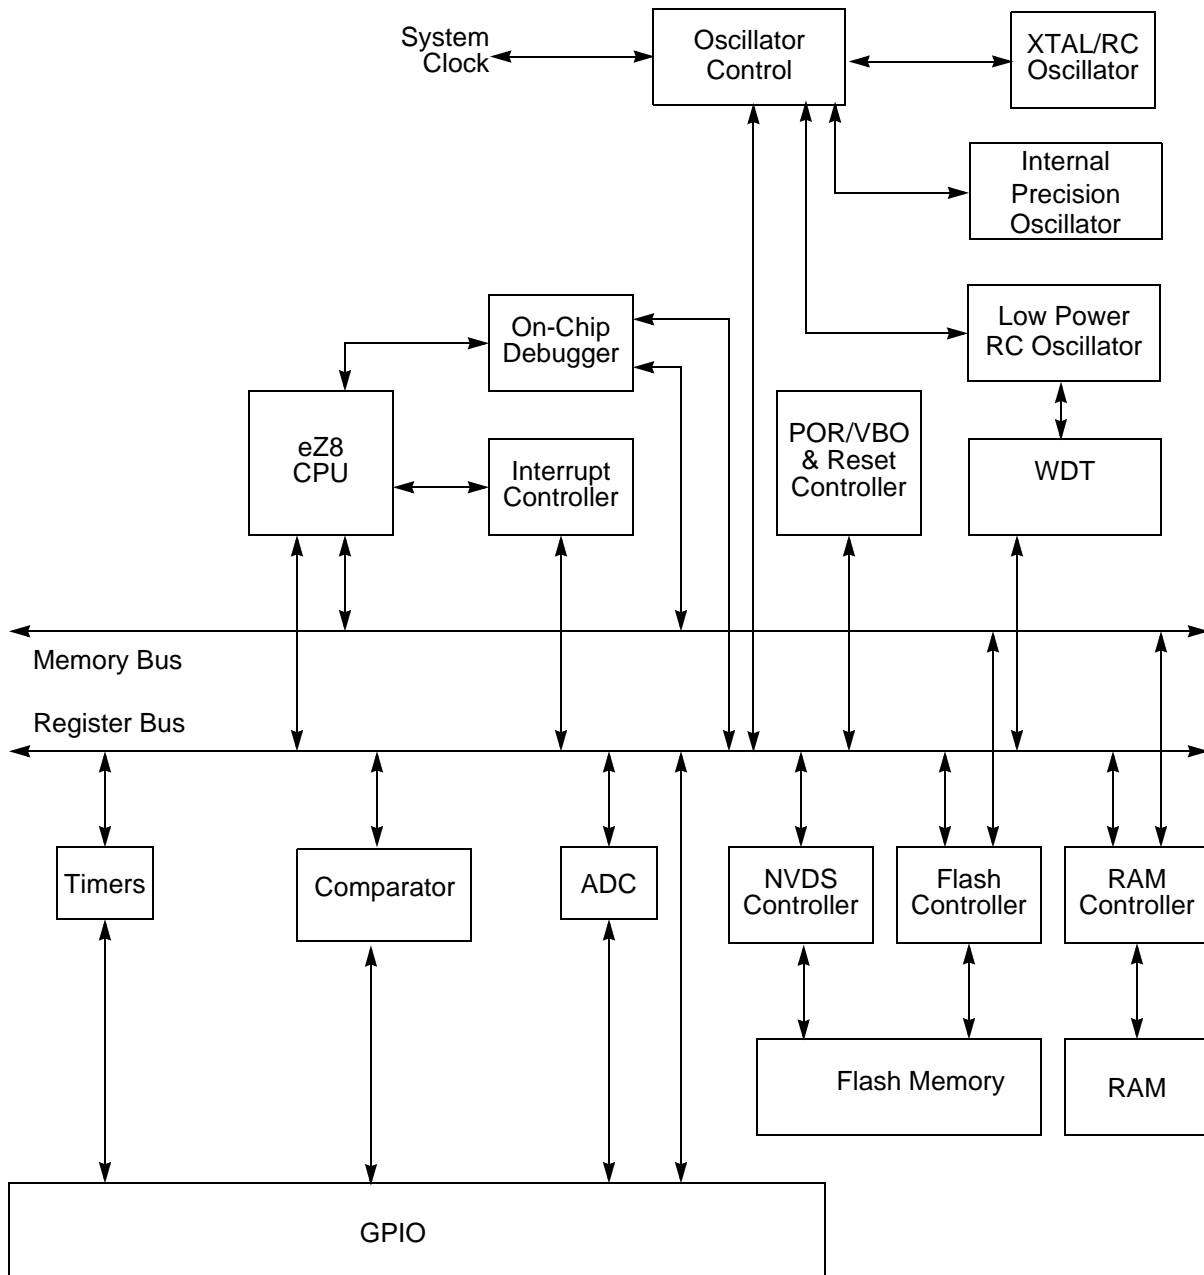 System
Clock
Oscillator
Control
XTAL/RC
Oscillator
Internal
Precision
Oscillator
Low Power
RC Oscillator
On-Chip
Debugger
eZ8
CPU
Interrupt
Controller
POR/VBO
& Reset
Controller
WDT
Memory Bus
Register Bus
Timers
Comparator
ADC
NVDS
Controller
Flash
Controller
RAM
Controller
Flash Memory
RAM
GPIO